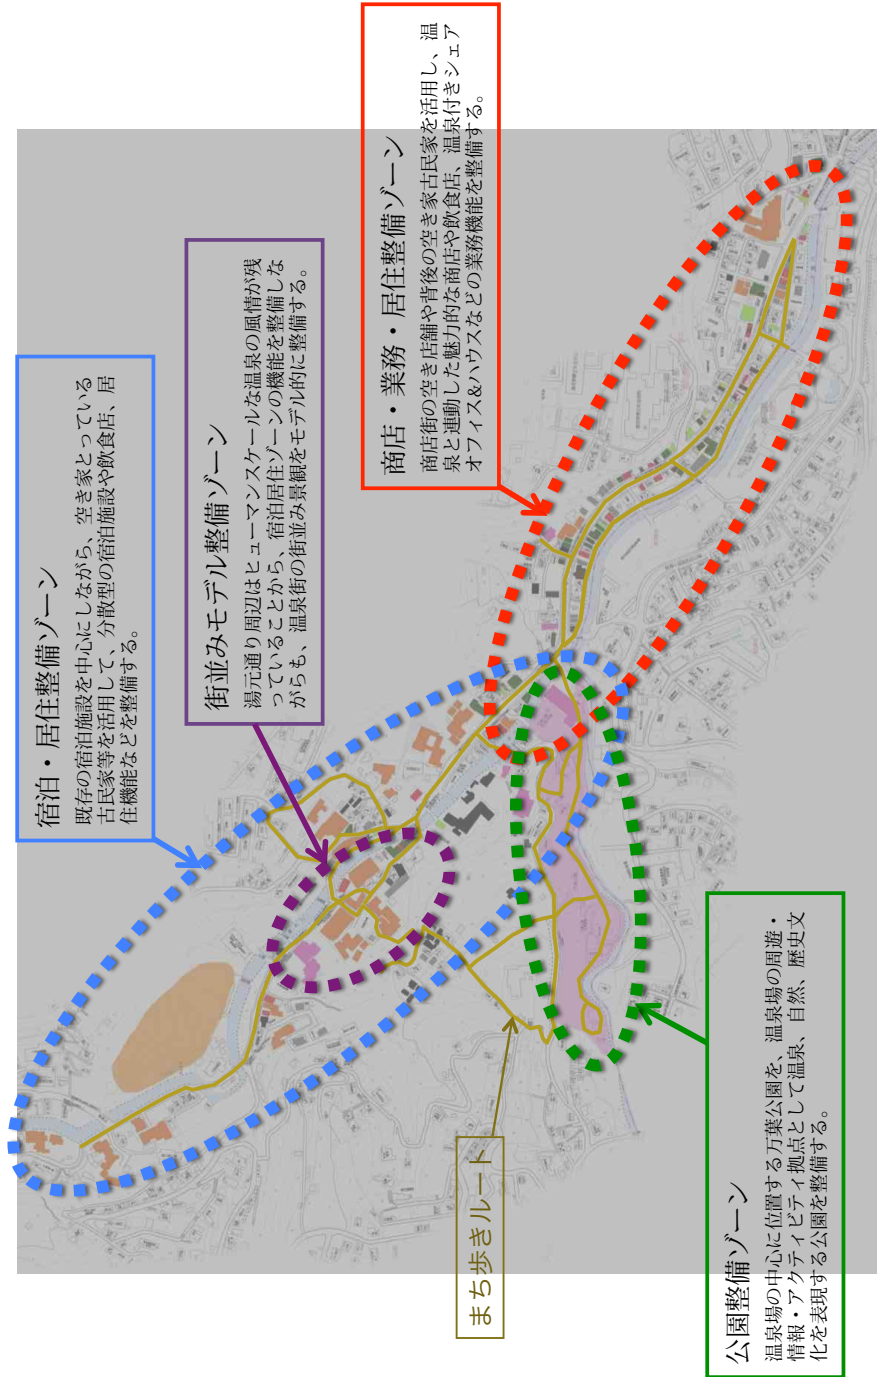 宿泊・居住整備ゾーン
既存の宿泊施設を中心にしながら、空き家とっている
古民家等を活用して、分散型の宿泊施設や飲食店、居
住機能などを整備する。
街並みモデル整備ゾーン
湯元通り周辺はヒューマンスケールな温泉の風情が残
っていることから、宿泊居住ゾーンの機能を整備しな
がらも、温泉街の街並み景観をモデル的に整備する。
商店・業務・居住整備ゾーン
商店街の空き店舗や背後の空き家古民家を活用し、温
泉と連動した魅力的な商店や飲食店、温泉付きシェア
オフィス&ハウスなどの業務機能を整備する。
まち歩きルート
公園整備ゾーン
温泉場の中心に位置する万葉公園を、温泉場の周遊・
情報・アクティビティ拠点として温泉、自然、歴史文
化を表現する公園を整備する。